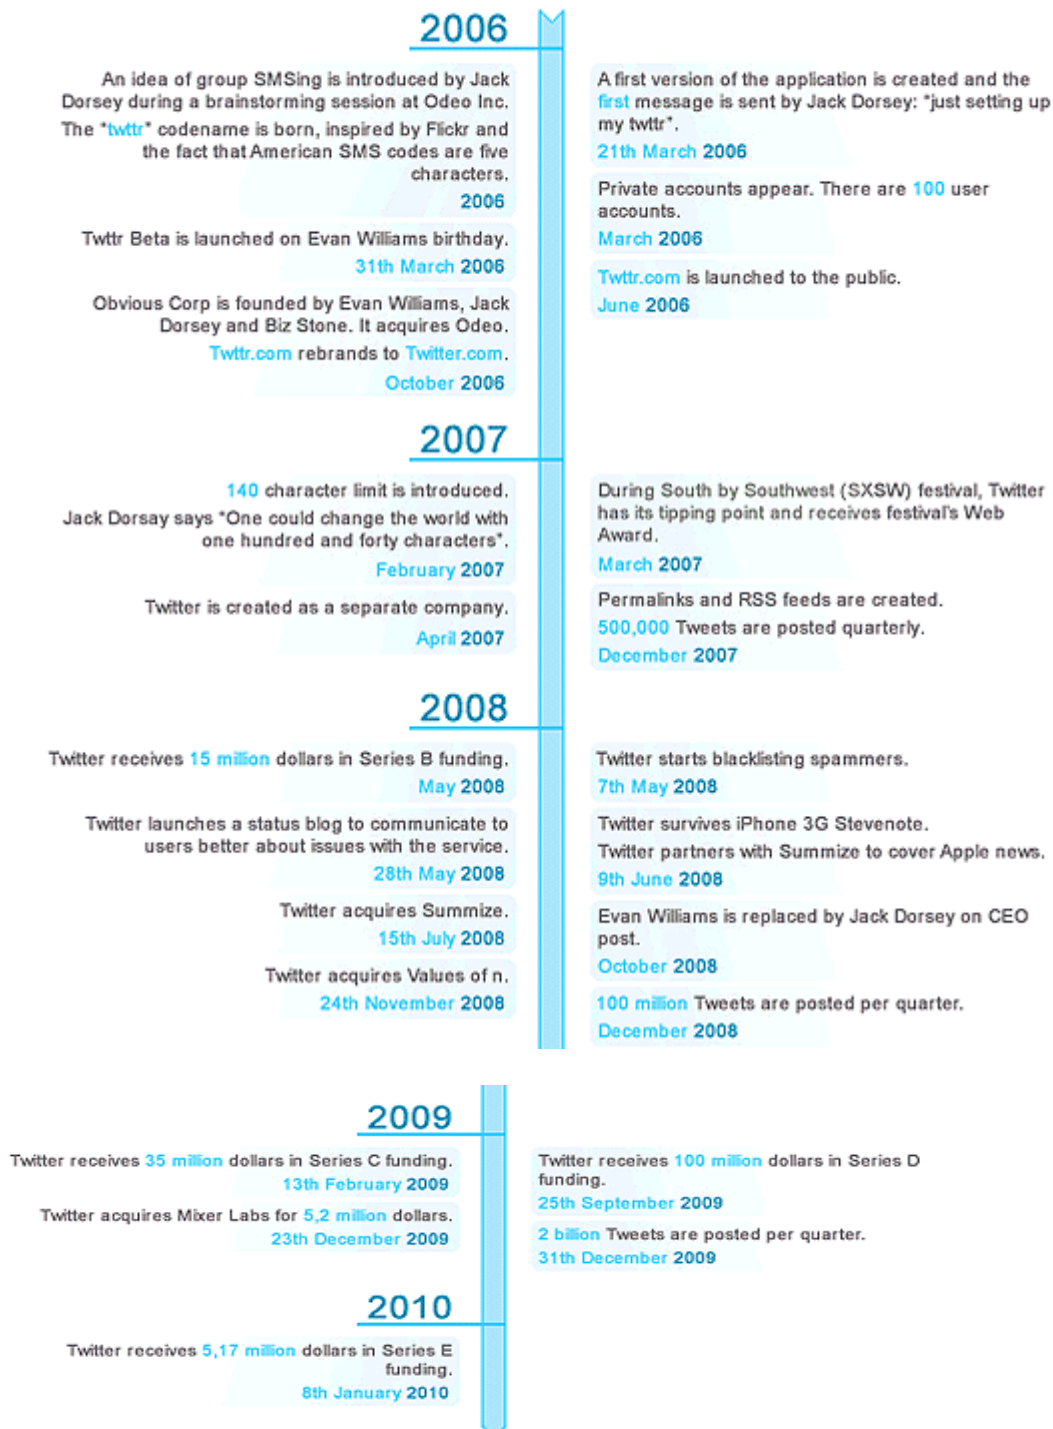 2006
An idea of group SMSing is introduced by Jack
Dorsey during a brainstorming session at Odeo Inc.
The "twttr" codename is born, inspired by Flickr and
the fact that American SMS codes are five
characters.
2006
A first version of the application is created and the
first message is sent by Jack Dorsey: "just setting up
my twttr".
21th March 2006
Private accounts appear. There are 100 user
accounts.
March 2006
Twttr Beta is launched on Evan Williams birthday.
31th March 2006
Twttr.com is launched to the public.
June 2006
Obvious Corp is founded by Evan Williams, Jack
Dorsey and Biz Stone. It acquires Odeo.
Twttr.com rebrands to Twitter.com.
October 2006
2007
140 character limit is introduced.
Jack Dorsay says "One could change the world with
one hundred and forty characters".
February 2007
During South by Southwest (SXSW) festival, Twitter
has its tipping point and receives festival's Web
Award.
March 2007
Twitter is created as a separate company.
April 2007
Permalinks and RSS feeds are created.
500,000 Tweets are posted quarterly.
December 2007
2008
Twitter receives 15 million dollars in Series B funding.
May 2008
Twitter starts blacklisting spammers.
7th May 2008
Twitter launches a status blog to communicate to
users better about issues with the service.
28th May 2008
Twitter survives iPhone 3G Stevenote.
Twitter partners with Summize to cover Apple news.
9th June 2008
Twitter acquires Summize.
15th July 2008
Evan Williams is replaced by Jack Dorsey on CEO
post.
October 2008
Twitter acquires Values of n.
24th November 2008
100 million Tweets are posted per quarter.
December 2008
2009
Twitter receives 35 million dollars in Series C funding.
13th February 2009
Twitter receives 100 million dollars in Series D
funding.
25th September 2009
Twitter acquires Mixer Labs for 5,2 million dollars.
23th December 2009
2 billion Tweets are posted per quarter.
31th December 2009
2010
Twitter receives 5,17 million dollars in Series E
funding.
8th January 2010